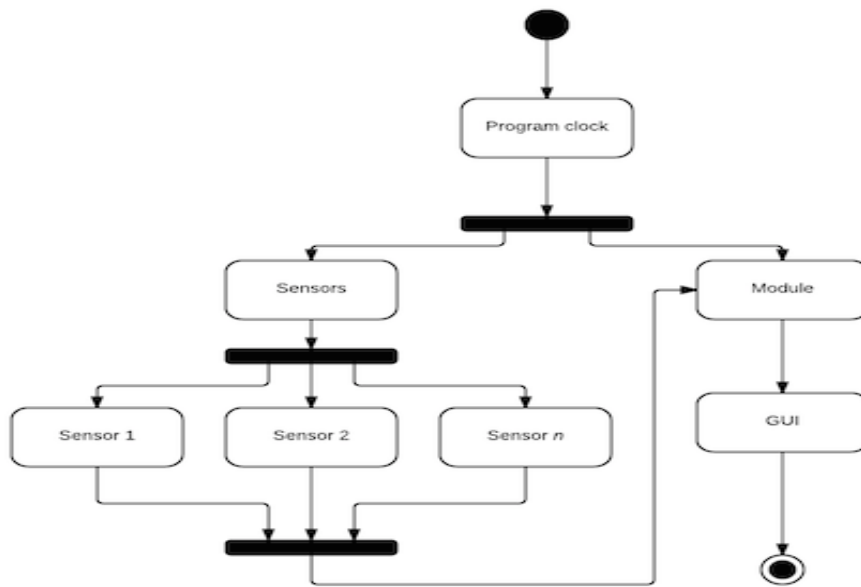 Program clock
Sensors
Module
Sensor 1
Sensor 2
Sensor n
GUI